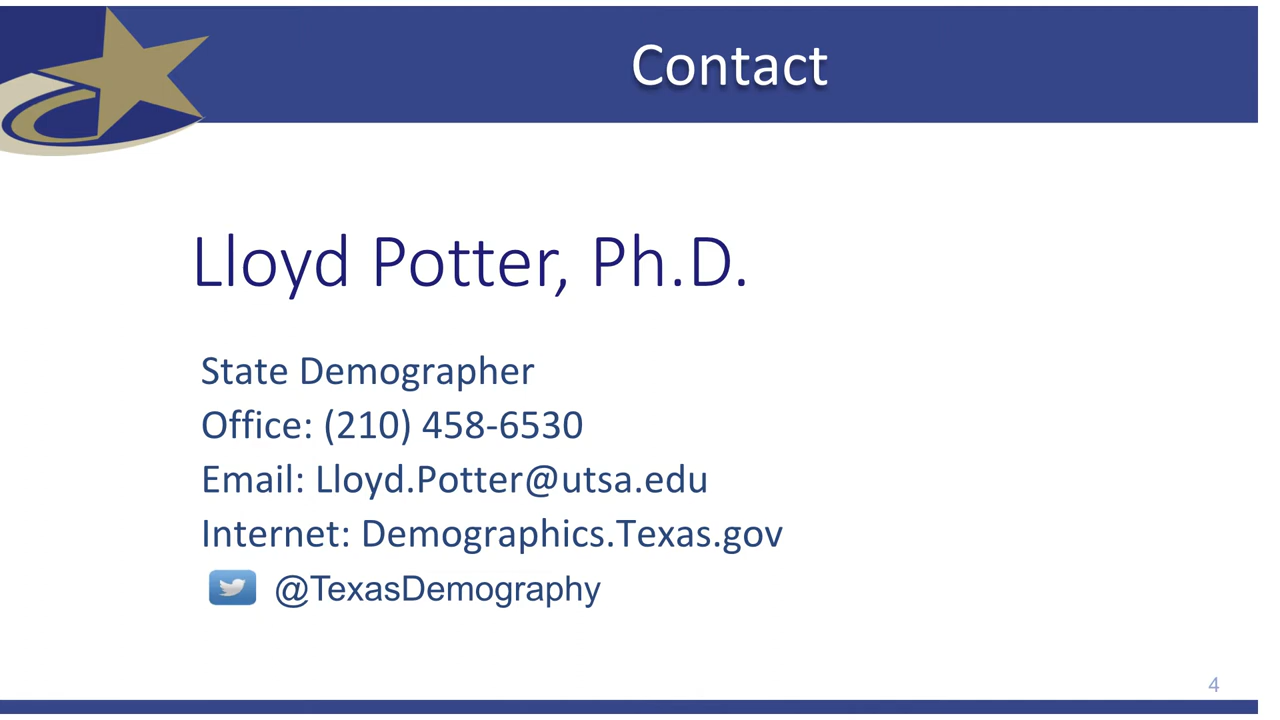 Contact
Lloyd Potter, Ph.D.
State Demographer
Office: (210) 458-6530
Email: Lloyd.Potter@utsa.edu
Internet: Demographics.Texas.gov
@TexasDemography
4